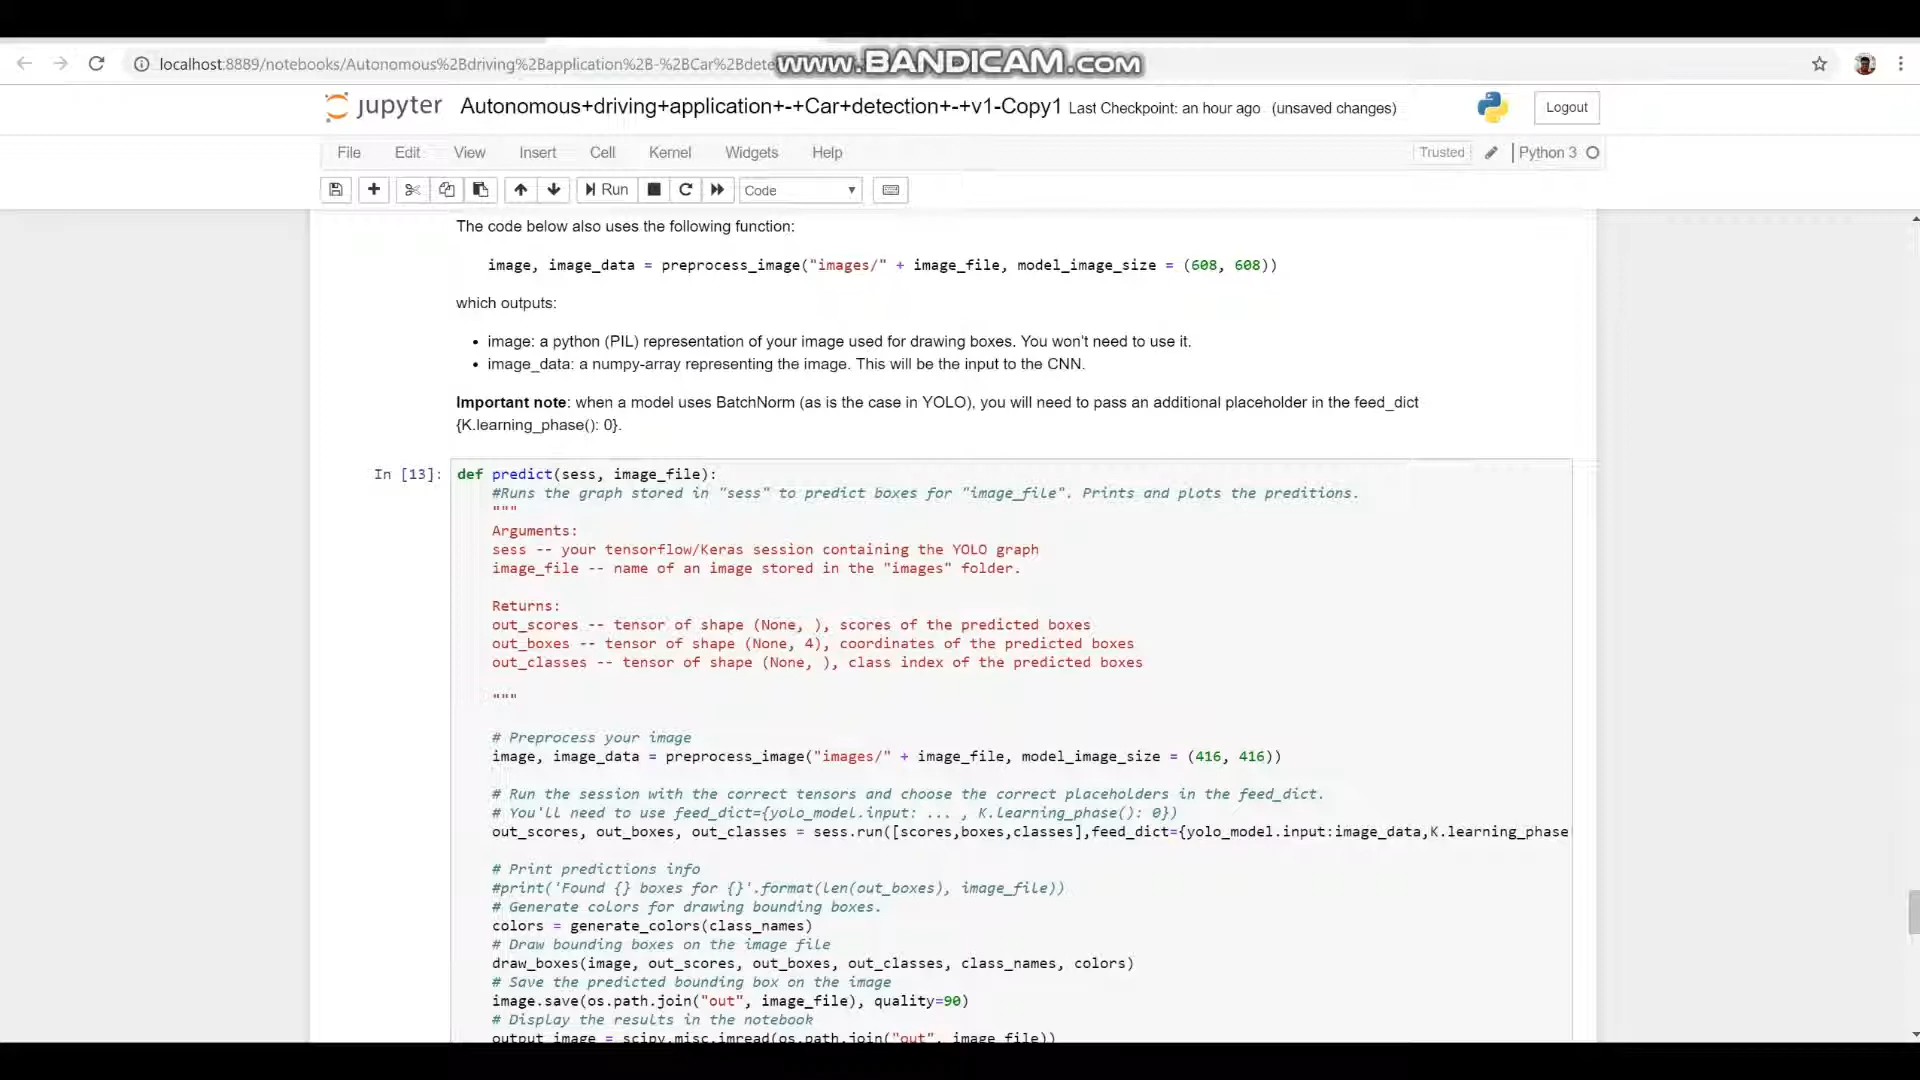 www.BANDICAM.com
localhost:8889/notebooks/Autonomous%2Bdriving%2Bapplication%2B-%2BCar%2Bdete
jupyter Autonomous+driving+application+-+Car+detection+-+v1-Copy1 Last Checkpoint: an hour ago (unsaved changes) Logout
File Edit View Insert Cell Kernel Widgets Help Trusted Python 3
Run Code
The code below also uses the following function:
image, image_data = preprocess_image("images/" + image_file, model_image_size = (608, 608))
which outputs:
• image: a python (PIL) representation of your image used for drawing boxes. You won't need to use it.
• image_data: a numpy-array representing the image. This will be the input to the CNN.
Important note: when a model uses BatchNorm (as is the case in YOLO), you will need to pass an additional placeholder in the feed_dict
{K.learning_phase(): 0}.
In [13]: def predict(sess, image_file):
#Runs the graph stored in "sess" to predict boxes for "image_file". Prints and plots the preditions.
"""
Arguments:
sess -- your tensorflow/Keras session containing the YOLO graph
image_file -- name of an image stored in the "images" folder.
Returns:
out_scores -- tensor of shape (None, ), scores of the predicted boxes
out_boxes -- tensor of shape (None, 4), coordinates of the predicted boxes
out_classes -- tensor of shape (None, ), class index of the predicted boxes
"""
# Preprocess your image
image, image_data = preprocess_image("images/" + image_file, model_image_size = (416, 416))
# Run the session with the correct tensors and choose the correct placeholders in the feed_dict.
# You'll need to use feed_dict={yolo_model.input: ... , K.learning_phase(): 0})
out_scores, out_boxes, out_classes = sess.run([scores,boxes,classes],feed_dict={yolo_model.input:image_data,K.learning_phase
# Print predictions info
#print('Found {} boxes for {}'.format(len(out_boxes), image_file))
# Generate colors for drawing bounding boxes.
colors = generate_colors(class_names)
# Draw bounding boxes on the image file
draw_boxes(image, out_scores, out_boxes, out_classes, class_names, colors)
# Save the predicted bounding box on the image
image.save(os.path.join("out", image_file), quality=90)
# Display the results in the notebook
output_image = scipy.misc.imread(os.path.join("out", image_file))